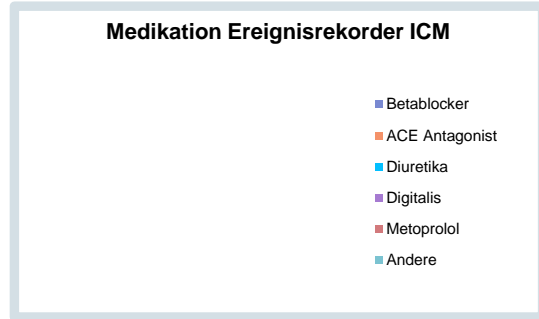 Medikation Ereignisrekorder ICM
Betablocker
ACE Antagonist
Diuretika
Digitalis
Metoprolol
Andere